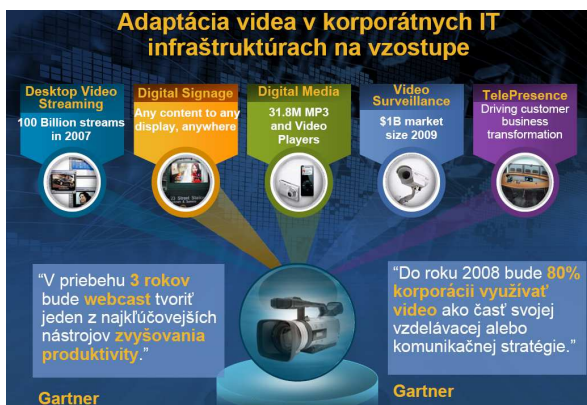 Adaptácia videa v korporátnych IT
infraštruktúrach na vzostupe
Desktop Video
Streaming
100 Billion streams
in 2007
Digital Signage
Any content to any
display, anywhere
Digital Media
31.8M MP3
and Video
Players
Video
Surveillance
$1B market
size 2009
TelePresence
Driving customer
business
transformation
“V priebehu 3 rokov
bude webcast tvoriť
jeden z najkľúčovejších
nástrojov zvyšovania
produktivity.”
Gartner
“Do roku 2008 bude 80%
korporácii využívať
video ako časť svojej
vzdelávacej alebo
komunikačnej stratégie.”
Gartner